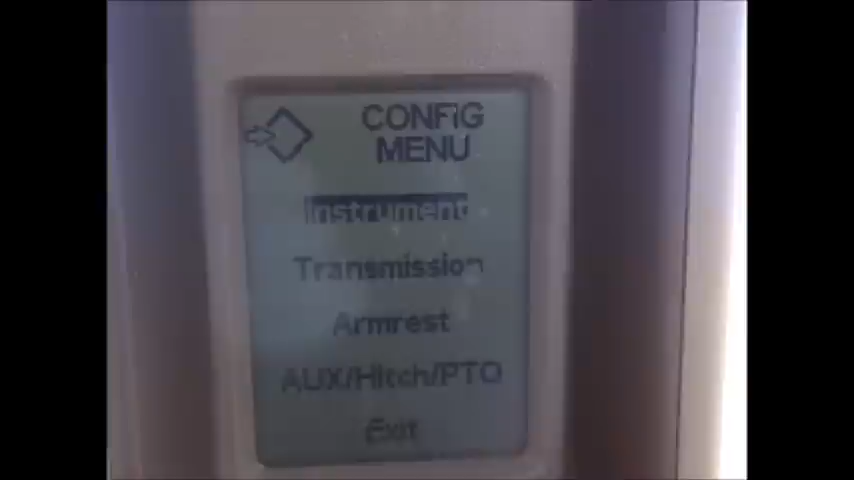 CONFIG
MENU
Instrument
Transmission
Armrest
AUX/Hitch/PTO
Exit